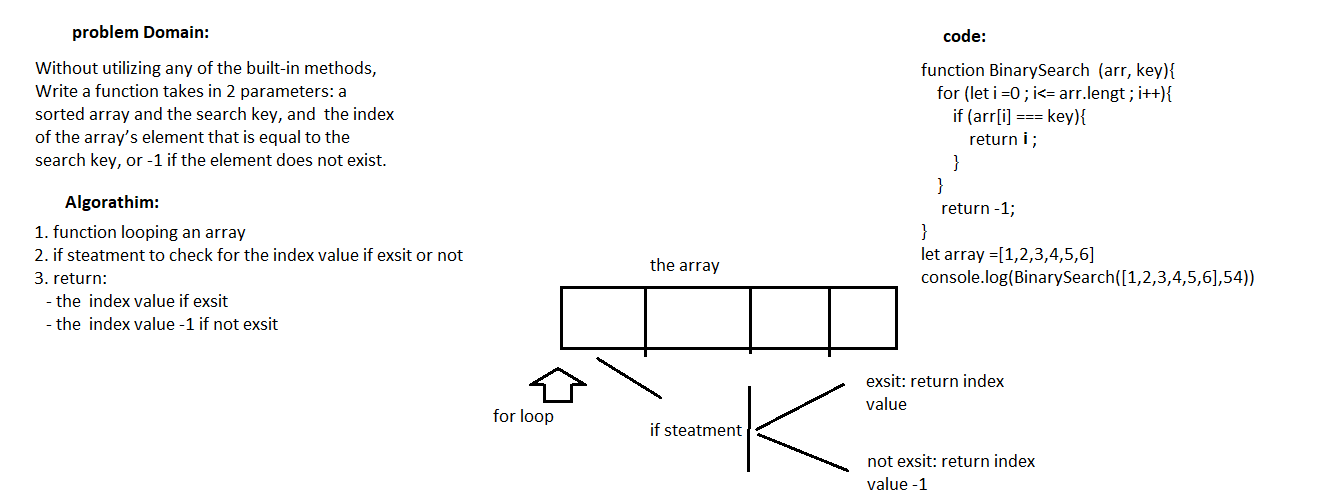 problem Domain:
Without utilizing any of the built-in methods,
Write a function takes in 2 parameters: a
sorted array and the search key, and  the index
of the array’s element that is equal to the
search key, or -1 if the element does not exist.
Algorathim:
1. function looping an array
2. if steatment to check for the index value if exsit or not
3. return:
- the  index value if exsit
- the  index value -1 if not exsit
the array
for loop
if steatment
exsit: return index
value
not exsit: return index
value -1
code:
function BinarySearch  (arr, key){
for (let i =0 ; i<= arr.lengt ; i++){
if (arr[i] === key){
return i ;
}
}
return -1;
}
let array =[1,2,3,4,5,6]
console.log(BinarySearch([1,2,3,4,5,6],54))